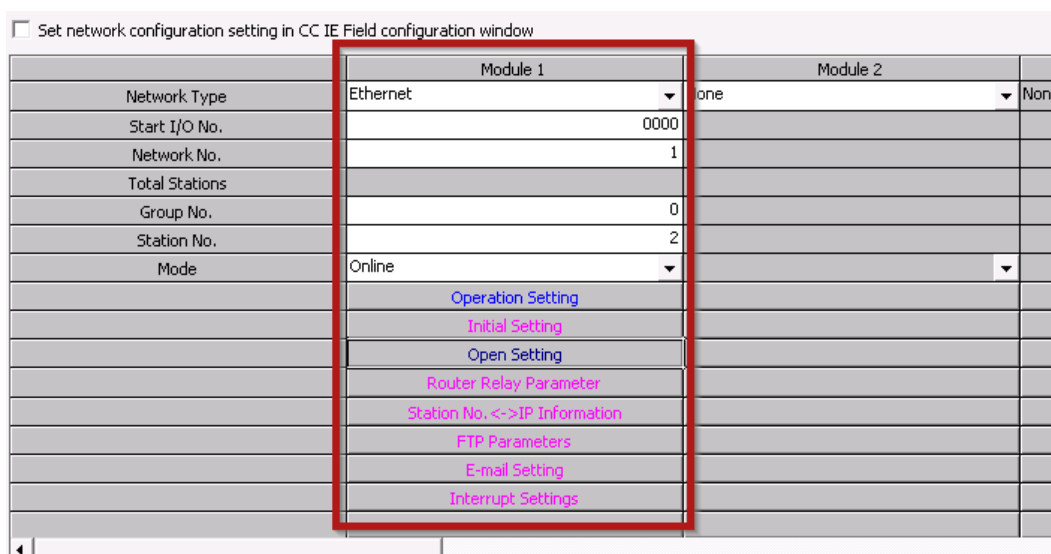 Set network configuration setting in CC IE Field configuration window
Module 1 Module 2
Network Type Ethernet None Non
Start I/O No. 0000
Network No. 1
Total Stations
Group No. 0
Station No. 2
Mode Online
Operation Setting
Initial Setting
Open Setting
Router Relay Parameter
Station No.<->IP Information
FTP Parameters
E-mail Setting
Interrupt Settings